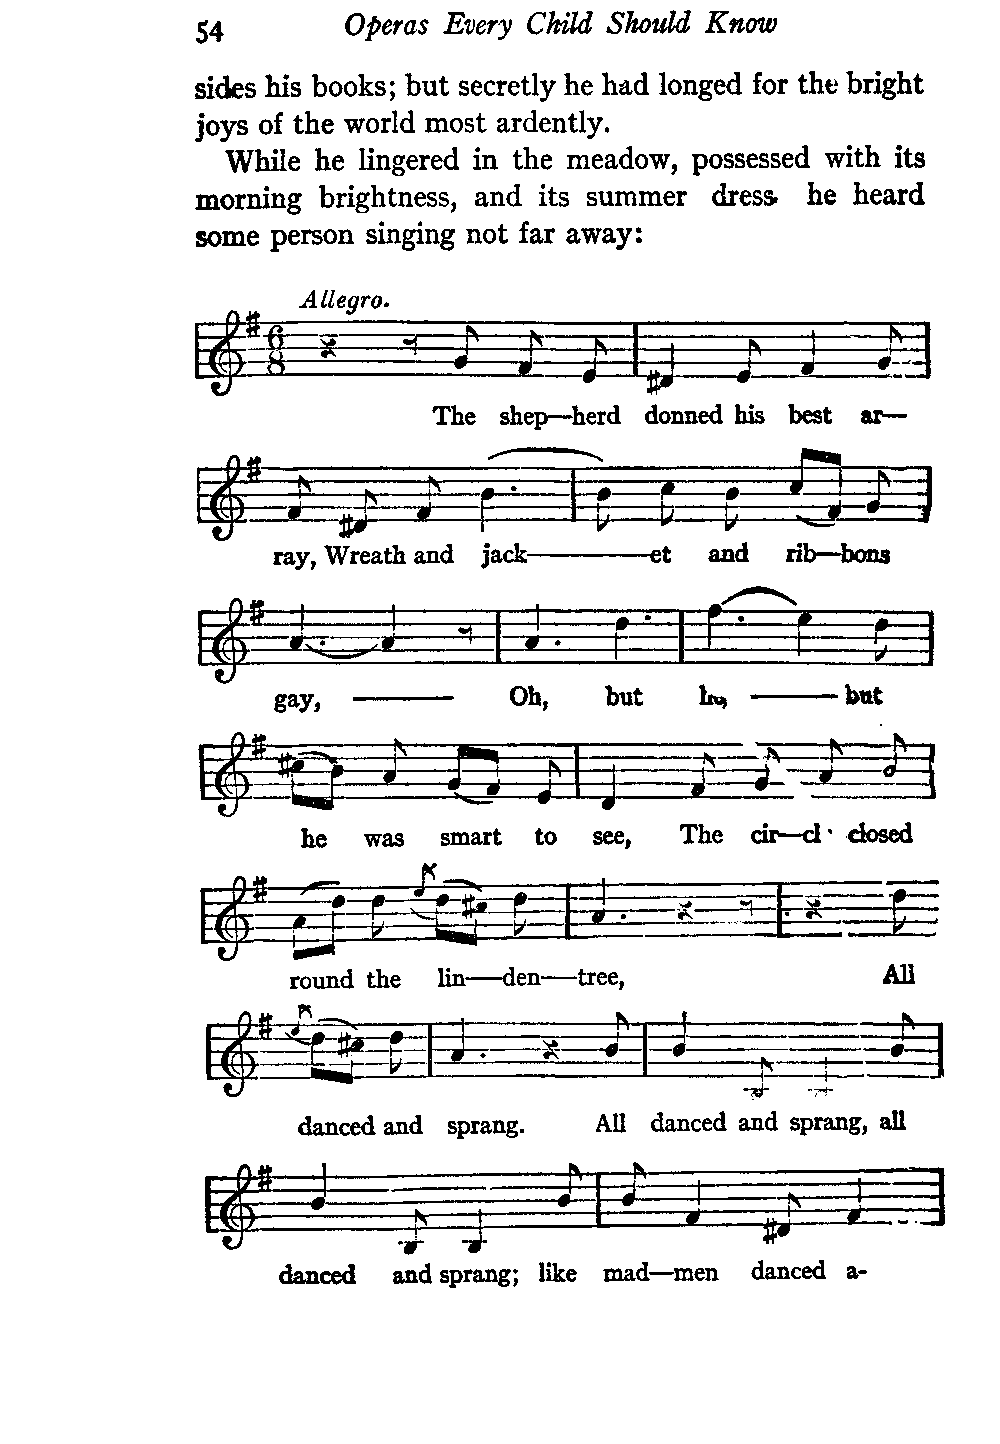 54 Operas Every Child Should Know
sides his books; but secretly he had longed for the bright
joys of the world most ardently.
While he lingered in the meadow, possessed with its
morning brightness, and its summer dress. he heard
some person singing not far away:
Allegro.
6
8
The shep—herd donned his best ar—
ray, Wreath and jack———et and rib—bons
gay, ——— Oh, but ——— but
he was smart to see, The closed
round the lin—den—tree, All
danced and sprang. All danced and sprang, all
danced and sprang; like mad—men danced a-